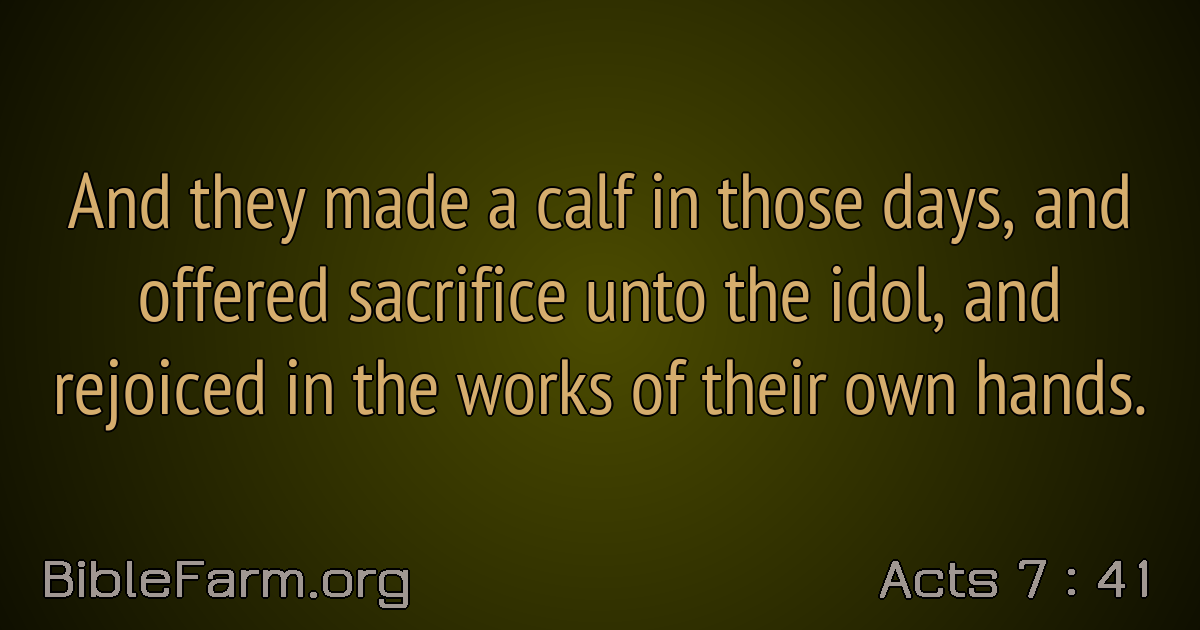 And they made a calf in those days, and
offered sacrifice unto the idol, and
rejoiced in the works of their own hands.
BibleFarm.org
Acts 7 : 41